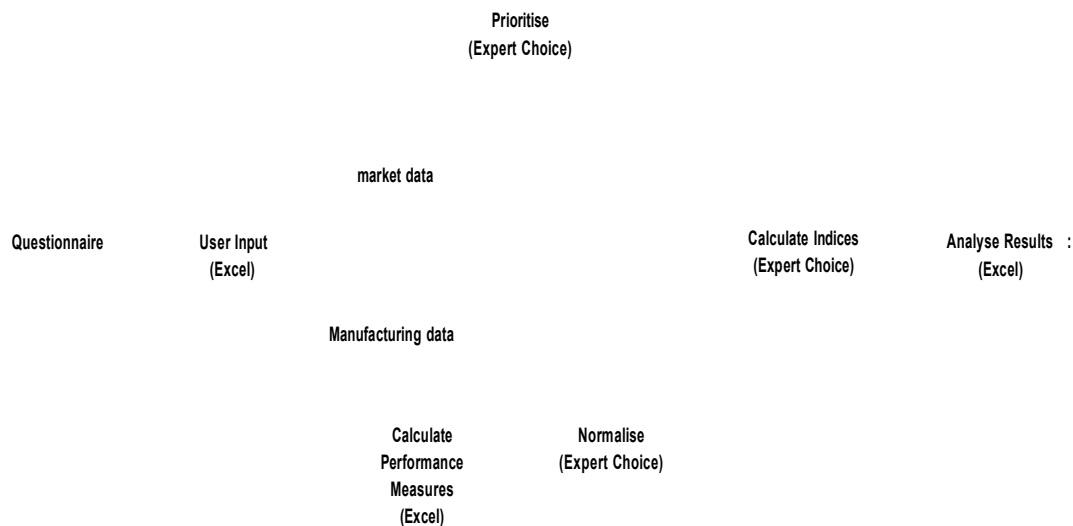 Prioritise
(Expert Choice)
market data
Questionnaire
User Input
(Excel)
Calculate Indices
(Expert Choice)
Analyse Results :
(Excel)
Manufacturing data
Calculate
Performance
Measures
(Excel)
Normalise
(Expert Choice)